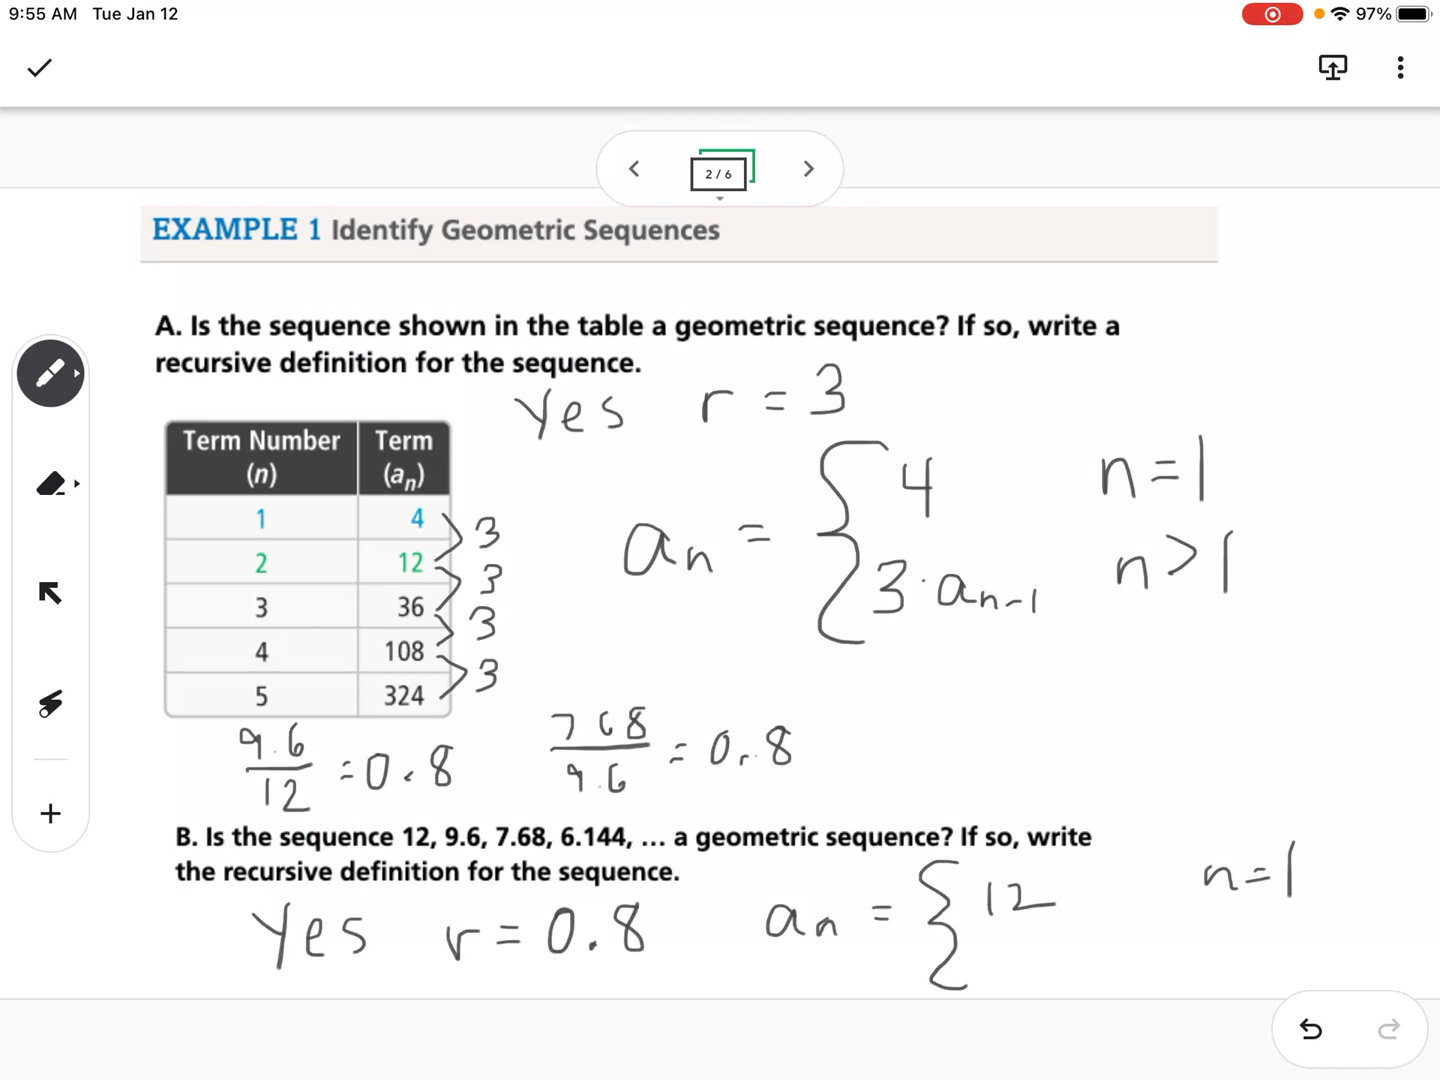 9:55 AM Tue Jan 12
97%
2 / 6
EXAMPLE 1 Identify Geometric Sequences
A. Is the sequence shown in the table a geometric sequence? If so, write a
recursive definition for the sequence.
Yes r = 3
Term Number Term
(n) (an)
1 4
2 12
3 36
4 108
5 324
3
3
3
3
an = { 4 n=1
3·an-1 n>1
9.6/12 = 0.8 768/9.6 = 0.8
B. Is the sequence 12, 9.6, 7.68, 6.144, … a geometric sequence? If so, write
the recursive definition for the sequence.
Yes r = 0.8 an = { 12 n=1